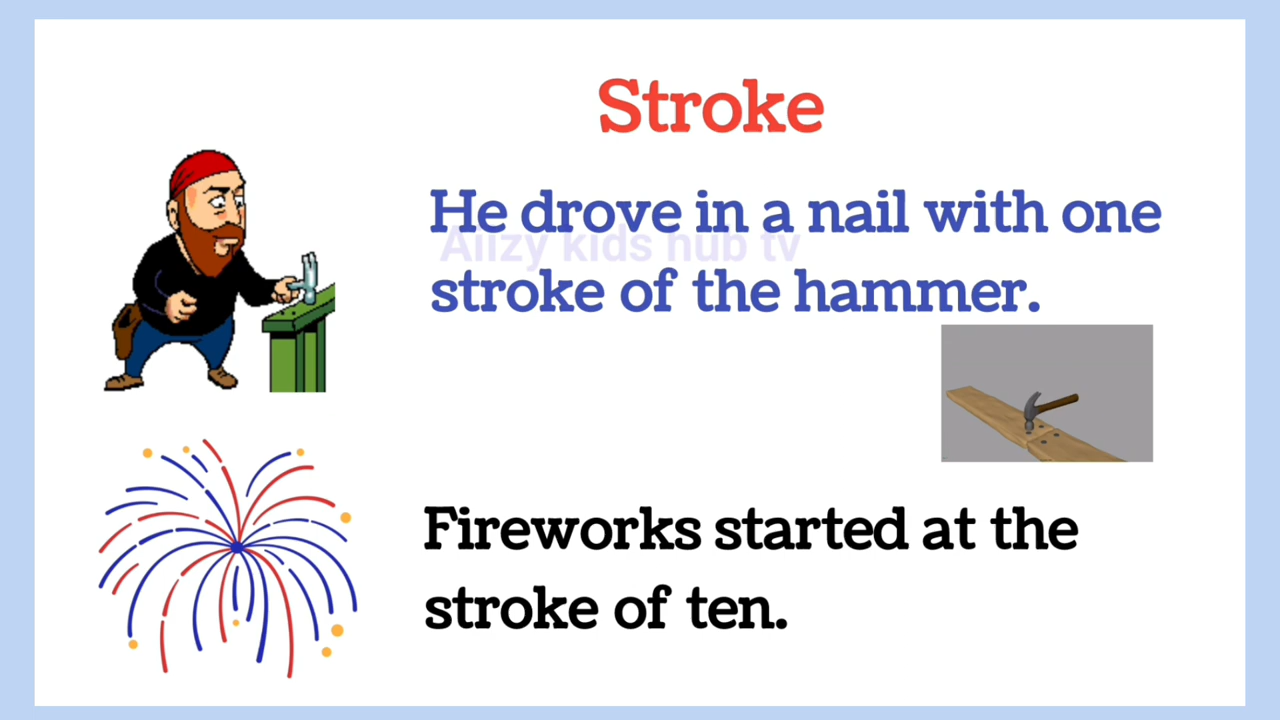 Stroke
He drove in a nail with one
Aiizy kids hub tv
stroke of the hammer.
Fireworks started at the
stroke of ten.